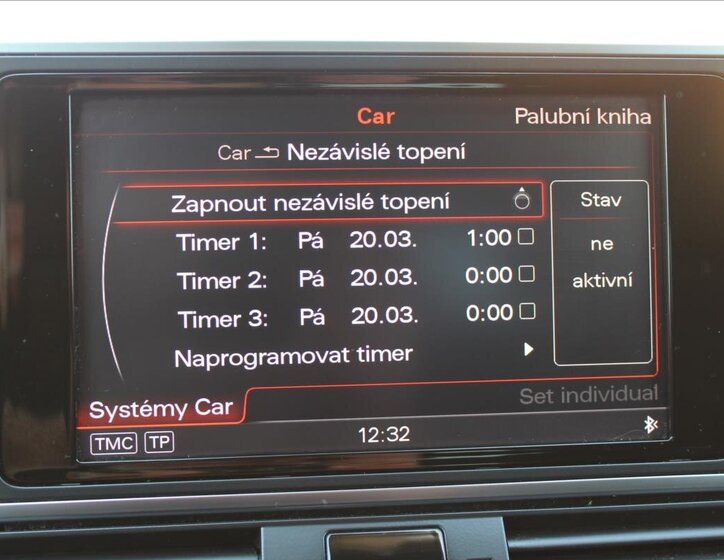 Car
Palubní kniha
Car Nezávislé topení
Zapnout nezávislé topení
Timer 1: Pá 20.03. 1:00
Timer 2: Pá 20.03. 0:00
Timer 3: Pá 20.03. 0:00
Naprogramovat timer
Stav
ne
aktivní
Systémy Car
Set individual
TMC TP
12:32